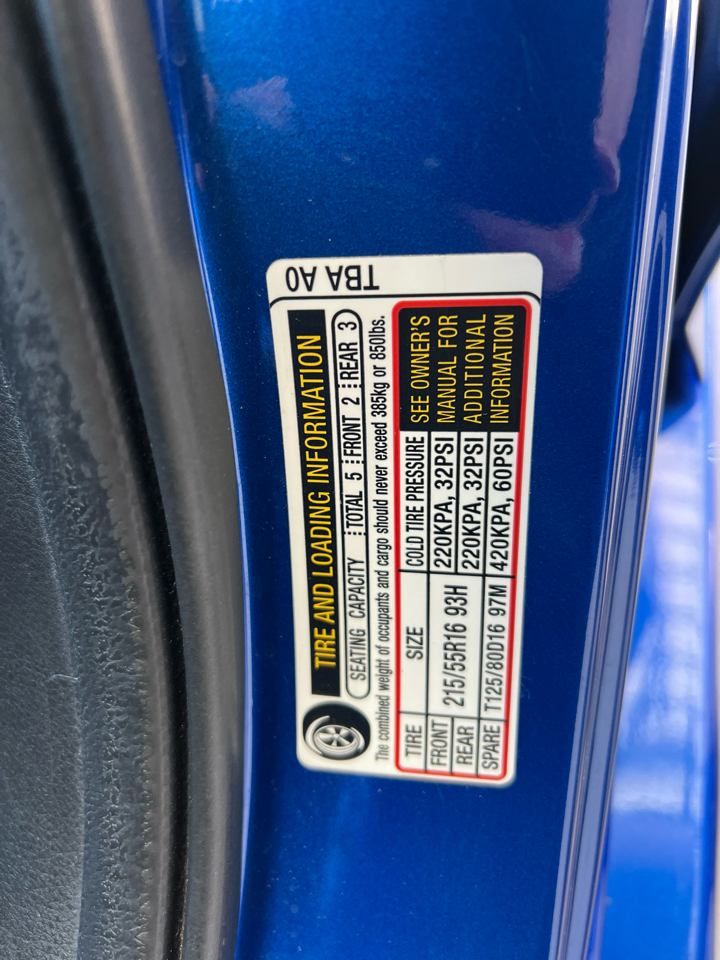 TIRE AND LOADING INFORMATION
SEATING CAPACITY TOTAL 5 FRONT 2 REAR 3
The combined weight of occupants and cargo should never exceed 385kg or 850lbs.
TIRE SIZE COLD TIRE PRESSURE
FRONT 215/55R16 93H 220KPA, 32PSI
REAR 220KPA, 32PSI
SPARE T125/80D16 97M 420KPA, 60PSI
SEE OWNER'S
MANUAL FOR
ADDITIONAL
INFORMATION
TBA A0